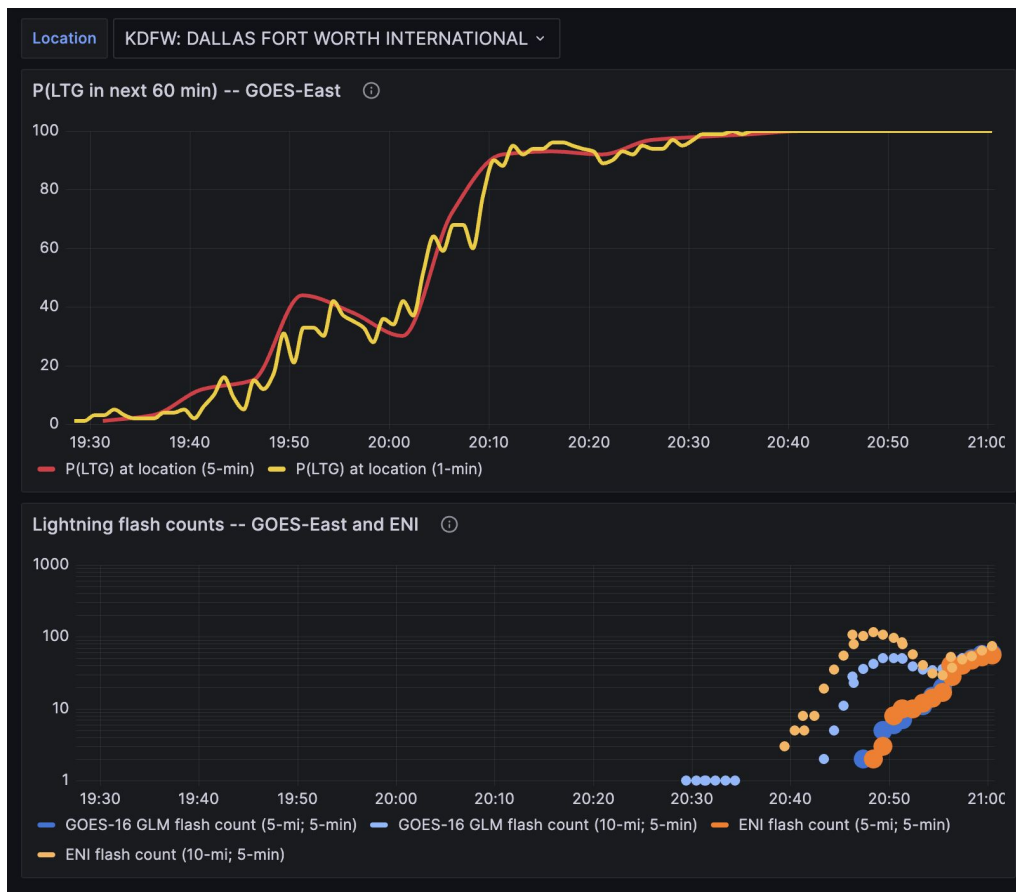 Location KDFW: DALLAS FORT WORTH INTERNATIONAL
P(LTG in next 60 min) -- GOES-East
100
80
60
40
20
0
19:30 19:40 19:50 20:00 20:10 20:20 20:30 20:40 20:50 21:00
P(LTG) at location (5-min) P(LTG) at location (1-min)
Lightning flash counts -- GOES-East and ENI
1000
100
10
1
19:30 19:40 19:50 20:00 20:10 20:20 20:30 20:40 20:50 21:00
GOES-16 GLM flash count (5-mi; 5-min) GOES-16 GLM flash count (10-mi; 5-min) ENI flash count (5-mi; 5-min)
ENI flash count (10-mi; 5-min)